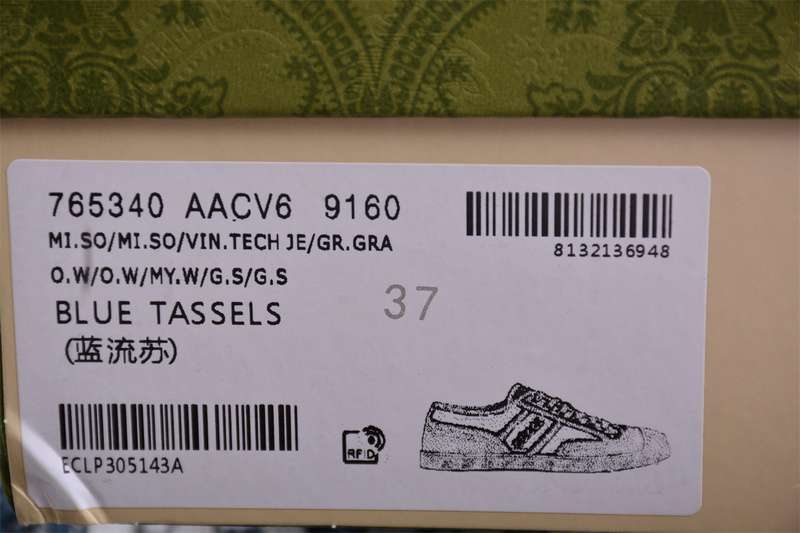 765340 AACV6 9160
8132136948
MI.SO/MI.SO/VIN.TECH JE/GR.GRA
O.W/O.W/MY.W/G.S/G.S
BLUE TASSELS
37
(蓝流苏)
ECLP305143A
RFID